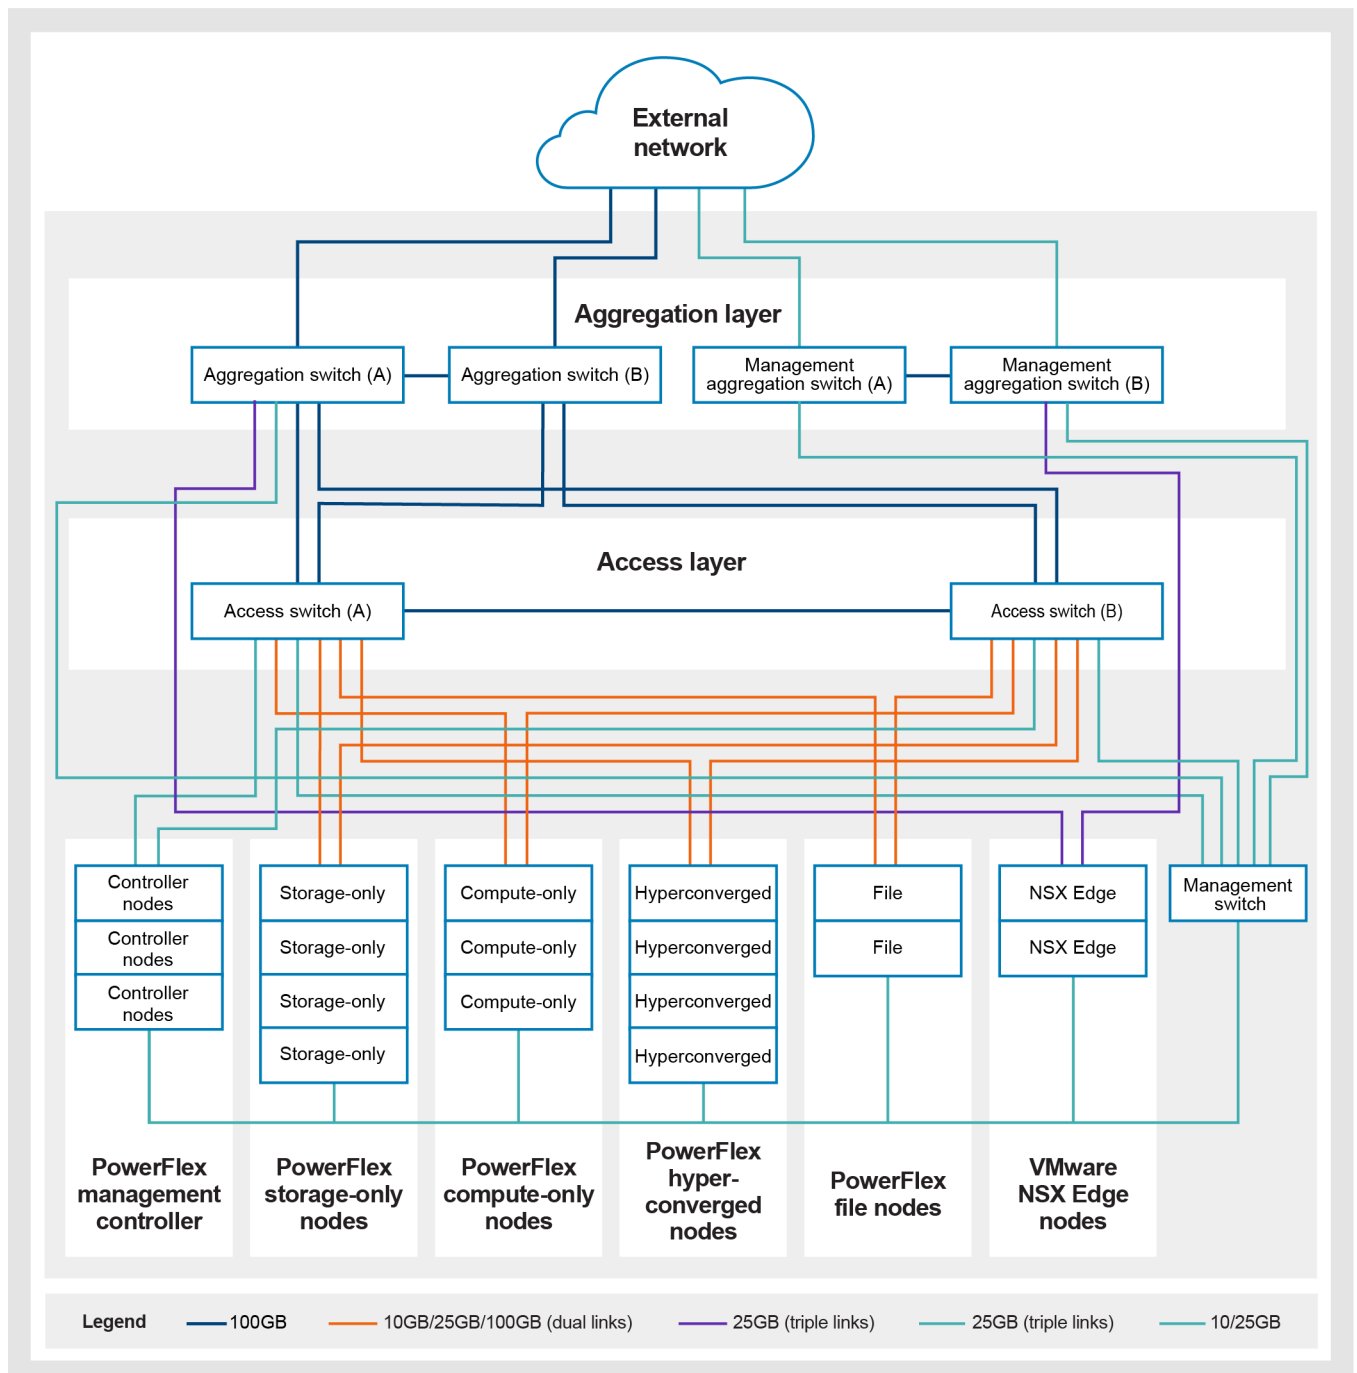 External
network
Aggregation layer
Aggregation switch (A)
Aggregation switch (B)
Management
aggregation switch (A)
Management
aggregation switch (B)
Access layer
Access switch (A)
Access switch (B)
Controller
nodes
Controller
nodes
Controller
nodes
Storage-only
Storage-only
Storage-only
Storage-only
Compute-only
Compute-only
Compute-only
Hyperconverged
Hyperconverged
Hyperconverged
Hyperconverged
File
File
NSX Edge
NSX Edge
Management
switch
PowerFlex
management
controller
PowerFlex
storage-only
nodes
PowerFlex
compute-only
nodes
PowerFlex
hyper-
converged
nodes
PowerFlex
file nodes
VMware
NSX Edge
nodes
Legend
100GB
10GB/25GB/100GB (dual links)
25GB (triple links)
25GB (triple links)
10/25GB